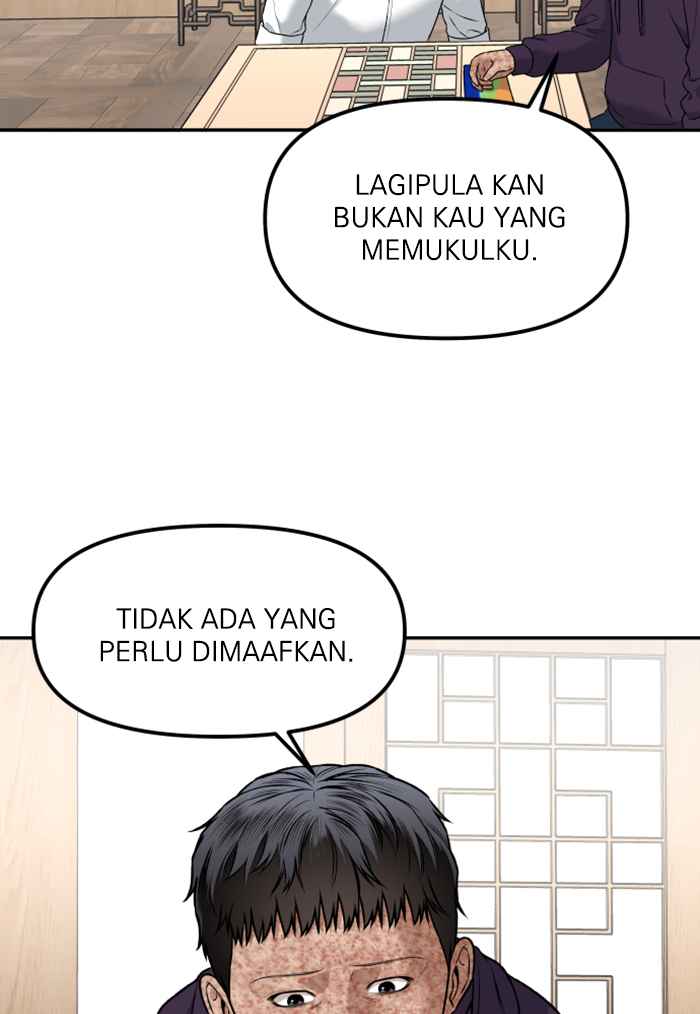 LAGIPULA KAN
BUKAN KAU YANG
MEMUKULKU.
TIDAK ADA YANG
PERLU DIMAAFKAN.